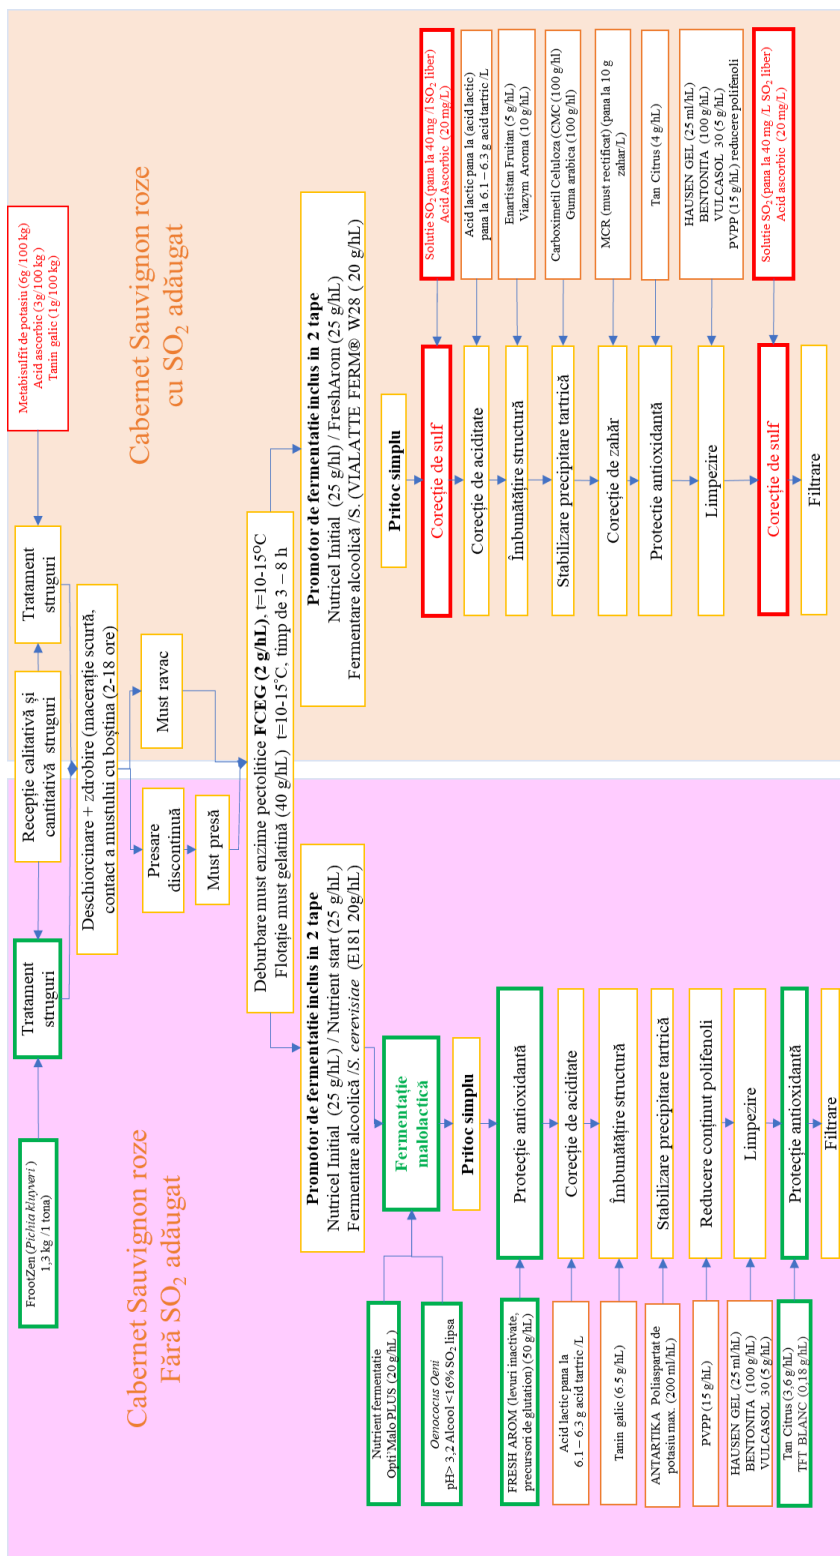 Cabernet Sauvignon roze
Fără SO₂ adăugat
Cabernet Sauvignon roze
cu SO₂ adăugat
FrootZen (Pichia kluyveri )
1,3 kg /1 tona)
Tratament
struguri
Recepție calitativă și
cantitativă struguri
Tratament
struguri
Metabisulfit de potasiu (6g /100 kg)
Acid ascorbic (3g/100 kg)
Tanin galic (1g/100 kg)
Deschiorcinare + zdrobire (macerație scurtă,
contact a mustului cu boștina (2-18 ore)
Presare
discontinuă
Must ravac
Must presă
Deburbare must enzime pectolitice FCEG (2 g/hL), t=10-15°C
Flotație must gelatină (40 g/hL) t=10-15°C, timp de 3 – 8 h
Promotor de fermentatie inclus in 2 tape
Nutricel Initial (25 g/hL) / Nutrient start (25 g/hL)
Fermentare alcoolică /S. cerevisiae (E181 20g/hL)
Nutrient fermentatie
Opti'Malo PLUS (20 g/hL )
Oenococus Oeni
pH> 3,2 Alcool <16% SO₂ lipsa
Fermentație
malolactică
Pritoc simplu
FRESH AROM (levuri inactivate,
precursori de glutation) (50 g/hL)
Protecție antioxidantă
Acid lactic pana la
6.1 – 6.3 g acid tartric /L
Corecție de aciditate
Tanin galic (6.5 g/hL)
Îmbunătățire structură
ANTARTIKA Poliaspartat de
potasiu max. (200 ml/hL)
Stabilizare precipitare tartrică
PVPP (15 g/hL)
Reducere conținut polifenoli
HAUSEN GEL (25 ml/hL)
BENTONITA (100 g/hL)
VULCASOL 30 (5 g/hL)
Limpezire
Tan Citrus (3,6 g/hL)
TFT BLANC (0,18 g/hL)
Protecție antioxidantă
Filtrare
Promotor de fermentatie inclus in 2 tape
Nutricel Initial (25 g/hl) / FreshArom (25 g/hL)
Fermentare alcoolică /S. (VIALATTE FERM® W28 ( 20 g/hL)
Pritoc simplu
Corecție de sulf
Solutie SO₂ (pana la 40 mg /l SO₂ liber)
Acid Ascorbic (20 mg/L)
Corecție de aciditate
Acid lactic pana la (acid lactic)
pana la 6.1 – 6.3 g acid tartric /L
Îmbunătățire structură
Enartistan Fruitan (5 g/hL)
Viazym Aroma (10 g/hL)
Stabilizare precipitare tartrică
Carboximetil Celuloza (CMC (100 g/hl)
Guma arabica (100 g/hl)
Corecție de zahăr
MCR (must rectificat) (pana la 10 g
zahar/L)
Protectie antioxidantă
Tan Citrus (4 g/hL)
Limpezire
HAUSEN GEL (25 ml/hL)
BENTONITA (100 g/hL)
VULCASOL 30 (5 g/hL)
PVPP (15 g/hL) reducere polifenoli
Corecție de sulf
Solutie SO₂ (pana la 40 mg /L SO₂ liber)
Acid ascorbic (20 mg/L)
Filtrare